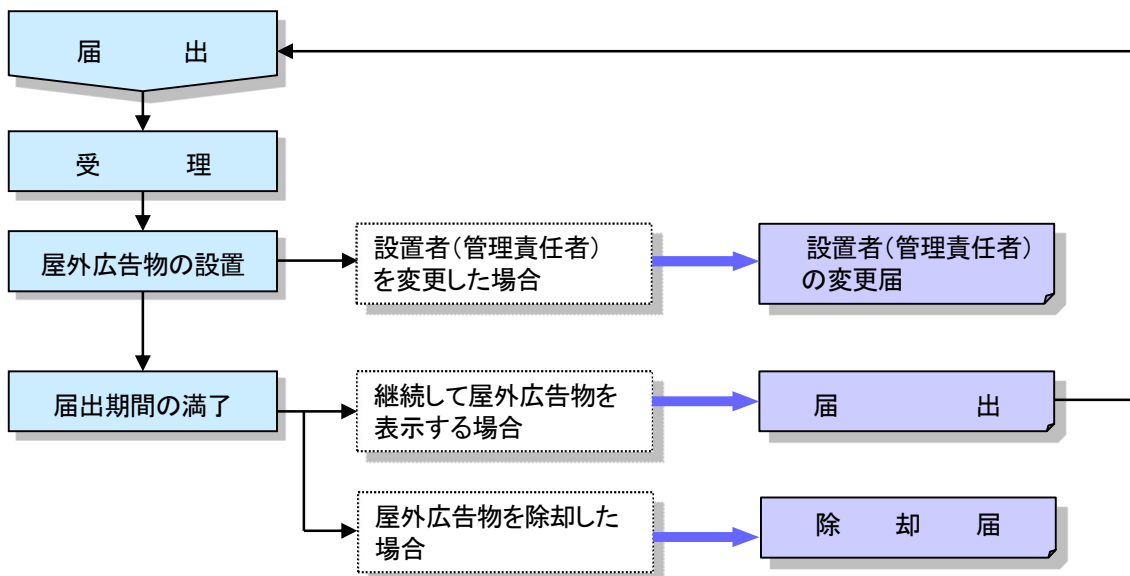 届　　　出
受　　　理
屋外広告物の設置
設置者（管理責任者）
を変更した場合
設置者（管理責任者）
の変更届
届出期間の満了
継続して屋外広告物を
表示する場合
届　　　　　出
屋外広告物を除却した
場合
除　　却　　届